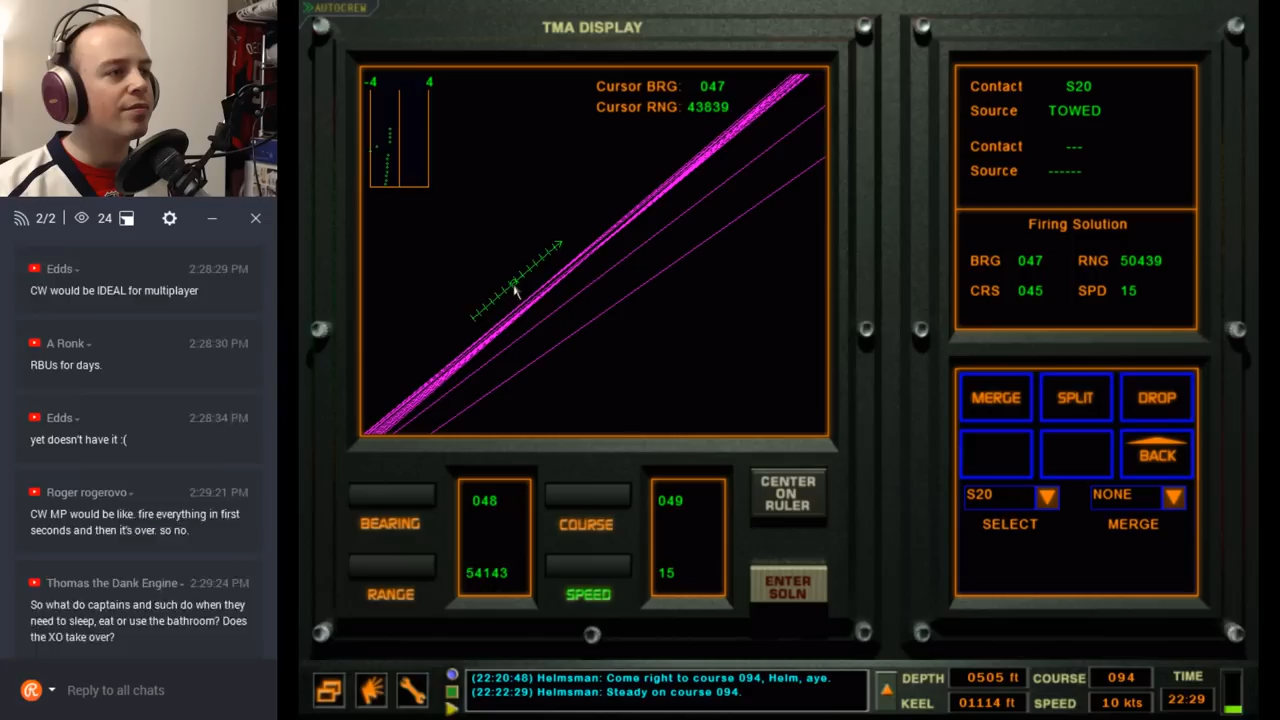 AUTOCREW
TMA DISPLAY
-4 4
Cursor BRG: 047
Cursor RNG: 43839
Contact S20
Source TOWED
Contact ---
Source ------
Firing Solution
BRG 047 RNG 50439
CRS 045 SPD 15
MERGE SPLIT DROP
BACK
S20 NONE
SELECT MERGE
048 049
BEARING COURSE
54143 15
RANGE SPEED
CENTER
ON
RULER
ENTER
SOLN
2/2 24
Edds 2:28:29 PM
CW would be IDEAL for multiplayer
A Ronk 2:28:30 PM
RBUs for days.
Edds 2:28:34 PM
yet doesn't have it :(
Roger rogerovo 2:29:21 PM
CW MP would be like. fire everything in first
seconds and then it's over. so no.
Thomas the Dank Engine 2:29:24 PM
So what do captains and such do when they
need to sleep, eat or use the bathroom? Does
the XO take over?
Reply to all chats
(22:20:48) Helmsman: Come right to course 094, Helm, aye.
(22:22:29) Helmsman: Steady on course 094.
DEPTH 0505 ft COURSE 094 TIME
KEEL 01114 ft SPEED 10 kts 22:29